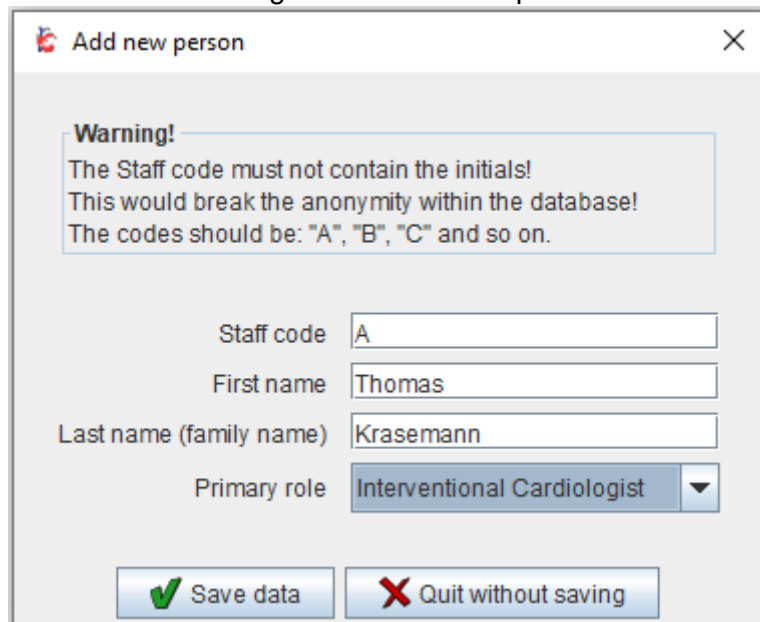 Add new person
Warning!
The Staff code must not contain the initials!
This would break the anonymity within the database!
The codes should be: "A", "B", "C" and so on.
Staff code A
First name Thomas
Last name (family name) Krasemann
Primary role Interventional Cardiologist
Save data Quit without saving